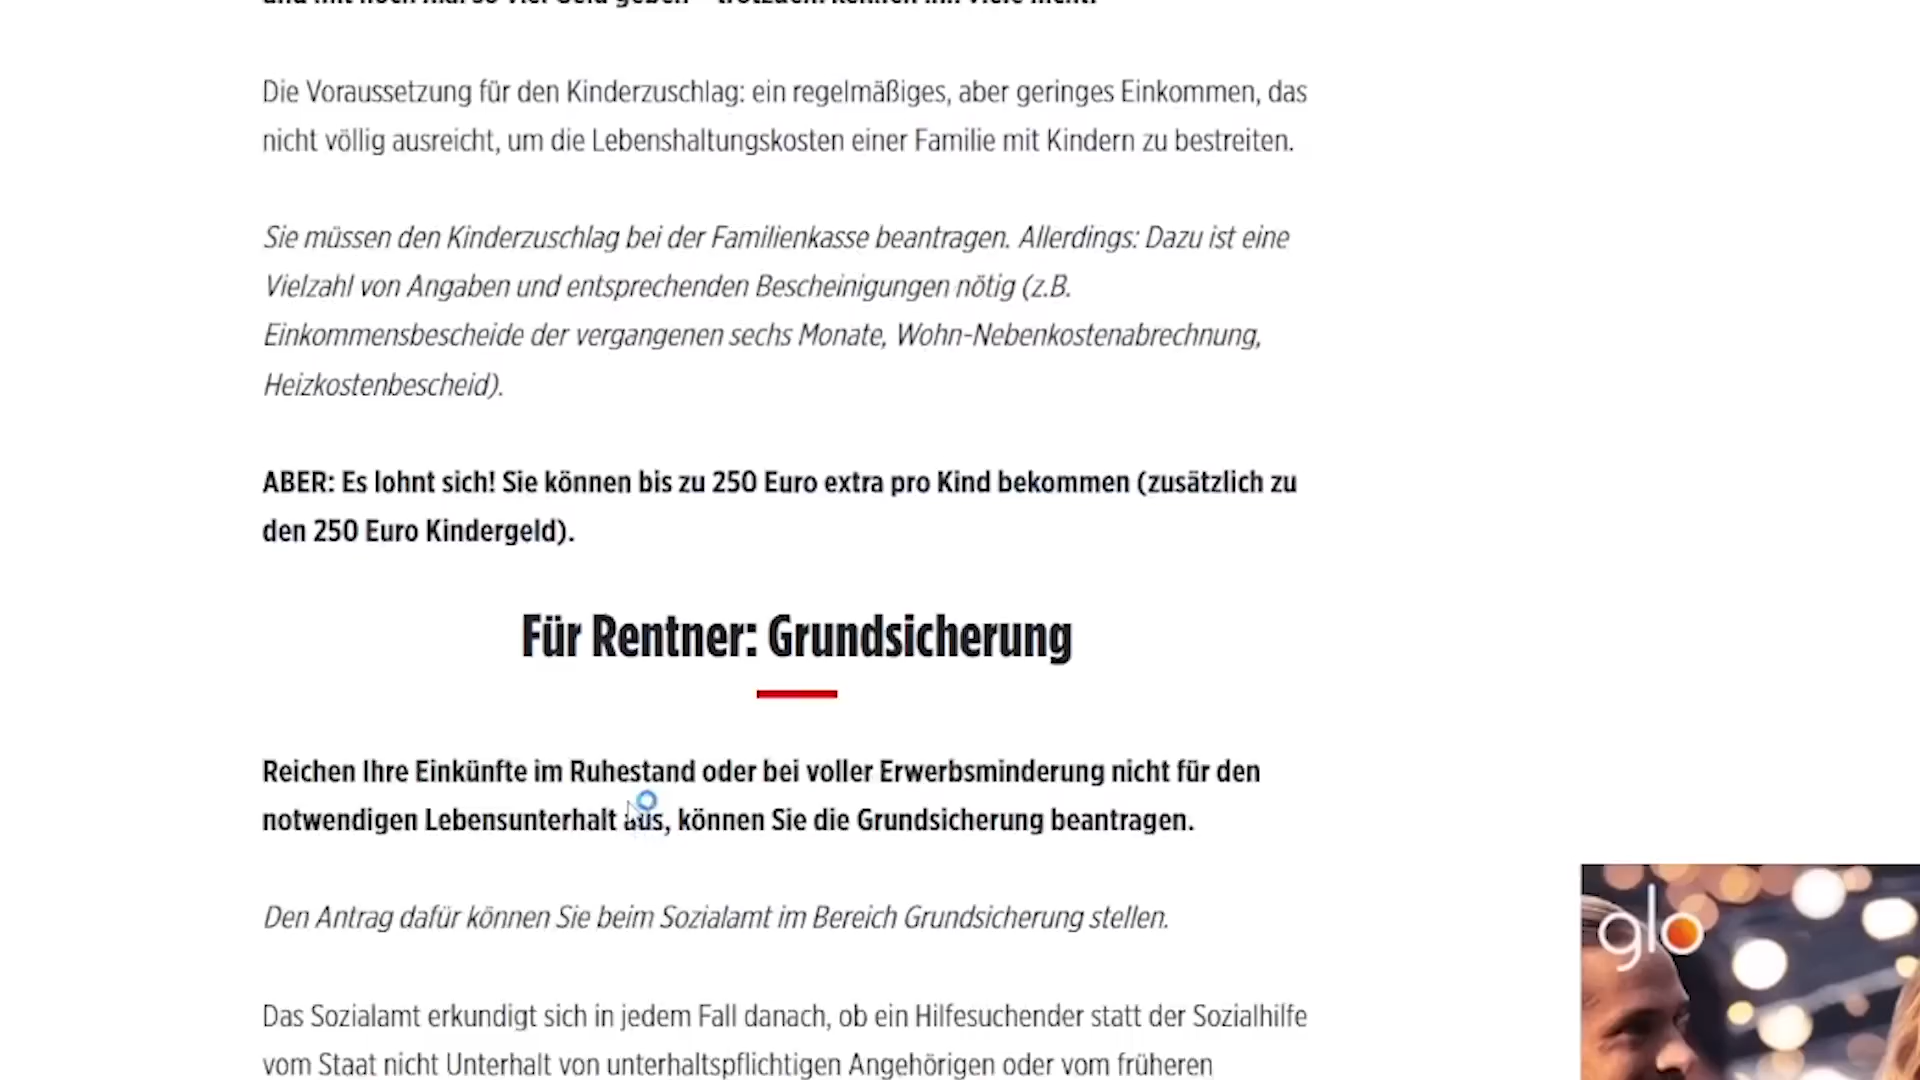 Die Voraussetzung für den Kinderzuschlag: ein regelmäßiges, aber geringes Einkommen, das
nicht völlig ausreicht, um die Lebenshaltungskosten einer Familie mit Kindern zu bestreiten.
Sie müssen den Kinderzuschlag bei der Familienkasse beantragen. Allerdings: Dazu ist eine
Vielzahl von Angaben und entsprechenden Bescheinigungen nötig (z.B.
Einkommensbescheide der vergangenen sechs Monate, Wohn-Nebenkostenabrechnung,
Heizkostenbescheid).
ABER: Es lohnt sich! Sie können bis zu 250 Euro extra pro Kind bekommen (zusätzlich zu
den 250 Euro Kindergeld).
Für Rentner: Grundsicherung
Reichen Ihre Einkünfte im Ruhestand oder bei voller Erwerbsminderung nicht für den
notwendigen Lebensunterhalt aus, können Sie die Grundsicherung beantragen.
Den Antrag dafür können Sie beim Sozialamt im Bereich Grundsicherung stellen.
Das Sozialamt erkundigt sich in jedem Fall danach, ob ein Hilfesuchender statt der Sozialhilfe
vom Staat nicht Unterhalt von unterhaltspflichtigen Angehörigen oder vom früheren
glo